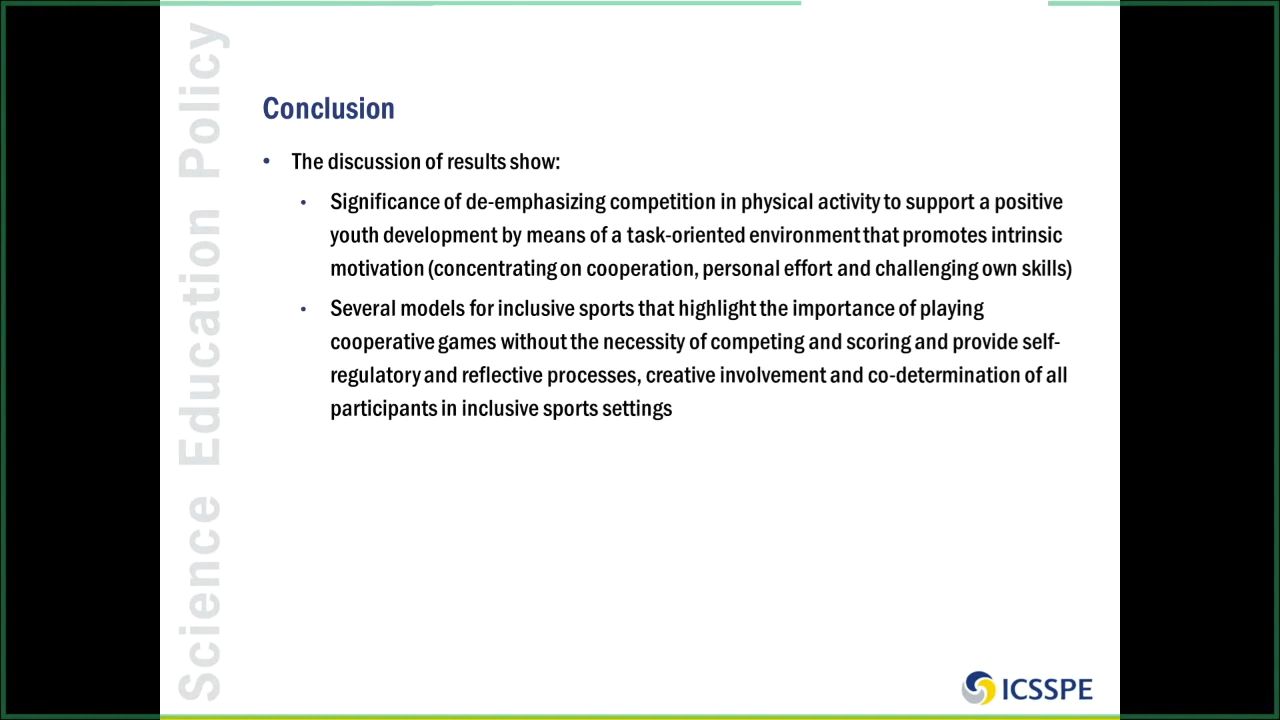 Science Education Policy
Conclusion
• The discussion of results show:
• Significance of de-emphasizing competition in physical activity to support a positive
youth development by means of a task-oriented environment that promotes intrinsic
motivation (concentrating on cooperation, personal effort and challenging own skills)
• Several models for inclusive sports that highlight the importance of playing
cooperative games without the necessity of competing and scoring and provide self-
regulatory and reflective processes, creative involvement and co-determination of all
participants in inclusive sports settings
ICSSPE